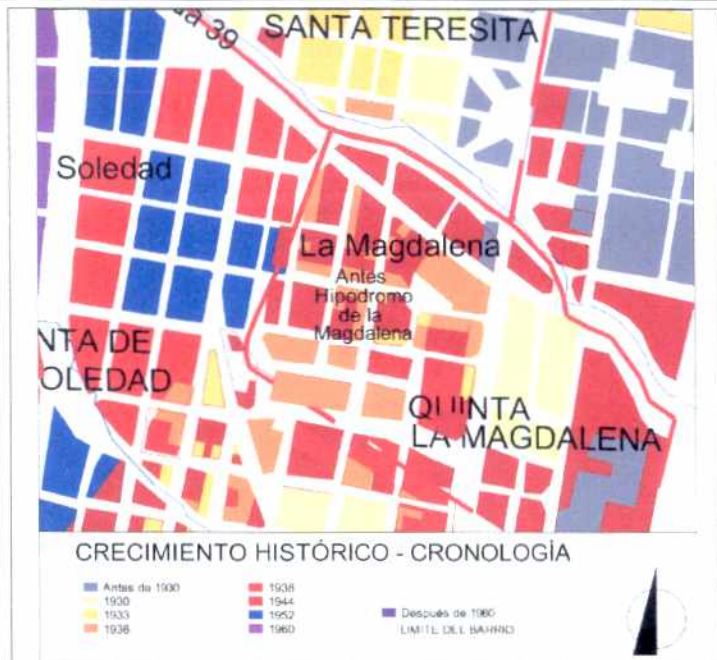 39
SANTA TERESITA
Soledad
La Magdalena
Antes
Hipodromo
de la
Magdalena
NTA DE
OLEDAD
QUINTA
LA MAGDALENA
CRECIMIENTO HISTÓRICO - CRONOLOGÍA
Antes de 1930
1930
1933
1936
1938
1944
1952
1960
Después de 1960
LIMITE DEL BARRIO